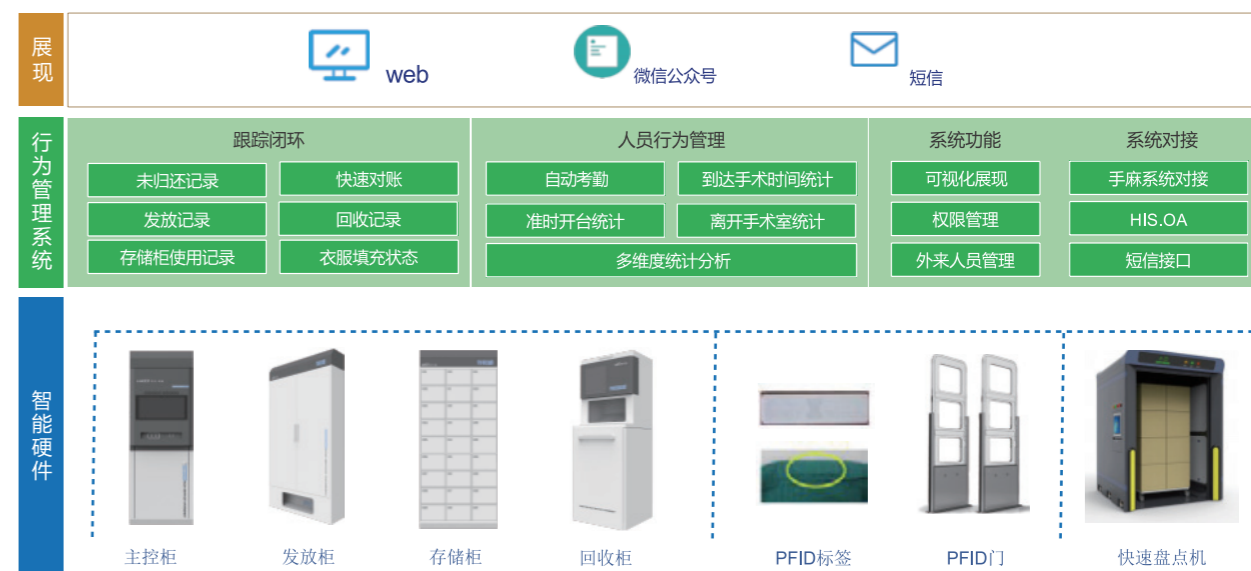 展现
web
微信公众号
短信
行为管理系统
跟踪闭环
未归还记录
快速对账
发放记录
回收记录
存储柜使用记录
衣服填充状态
人员行为管理
自动考勤
到达手术时间统计
准时开台统计
离开手术室统计
多维度统计分析
系统功能
可视化展现
权限管理
外来人员管理
系统对接
手麻系统对接
HIS.OA
短信接口
智能硬件
主控柜
发放柜
存储柜
回收柜
PFID标签
PFID门
快速盘点机